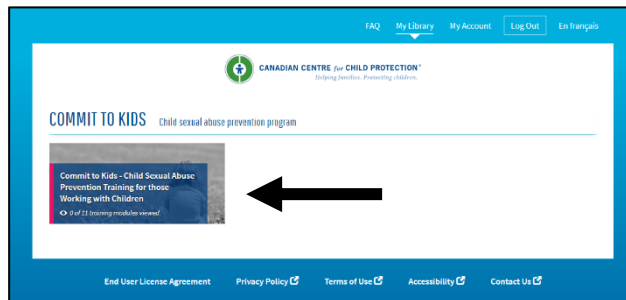 FAQ My Library My Account Log Out En français
CANADIAN CENTRE for CHILD PROTECTION™
Helping families. Protecting children.
COMMIT TO KIDS Child sexual abuse prevention program
Commit to Kids - Child Sexual Abuse
Prevention Training for those
Working with Children
0 of 11 training modules viewed
End User License Agreement Privacy Policy Terms of Use Accessibility Contact Us